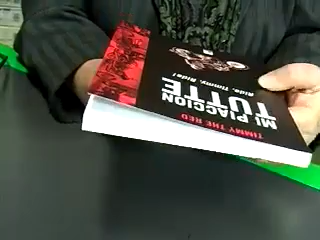 TIMMY THE RED
MI PIACCION
TUTTE
Ride, Timmy, Ride!